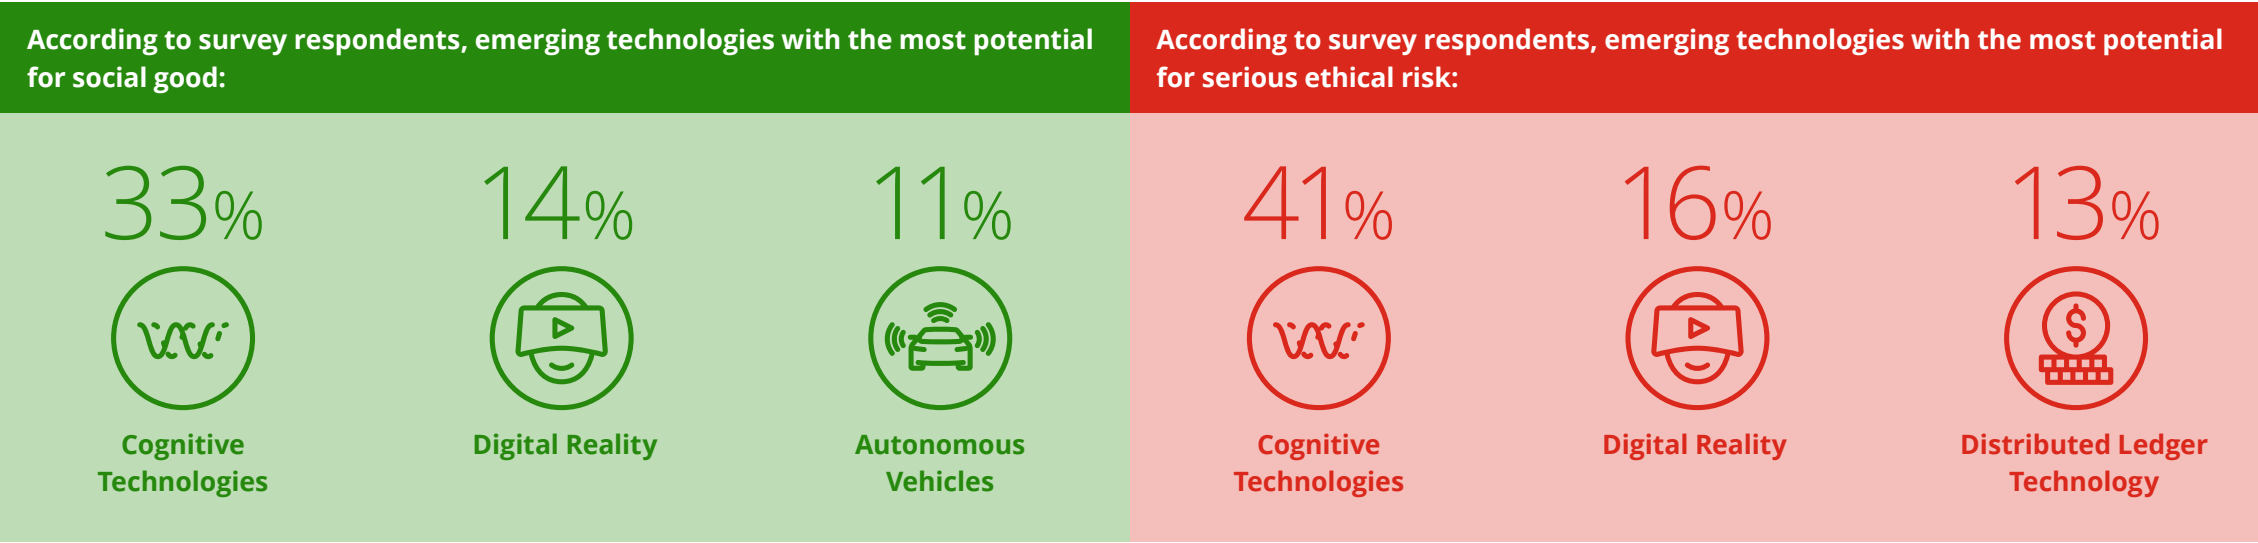 According to survey respondents, emerging technologies with the most potential
for social good:
33%
Cognitive
Technologies
14%
Digital Reality
11%
Autonomous
Vehicles
According to survey respondents, emerging technologies with the most potential
for serious ethical risk:
41%
Cognitive
Technologies
16%
Digital Reality
13%
$
Distributed Ledger
Technology